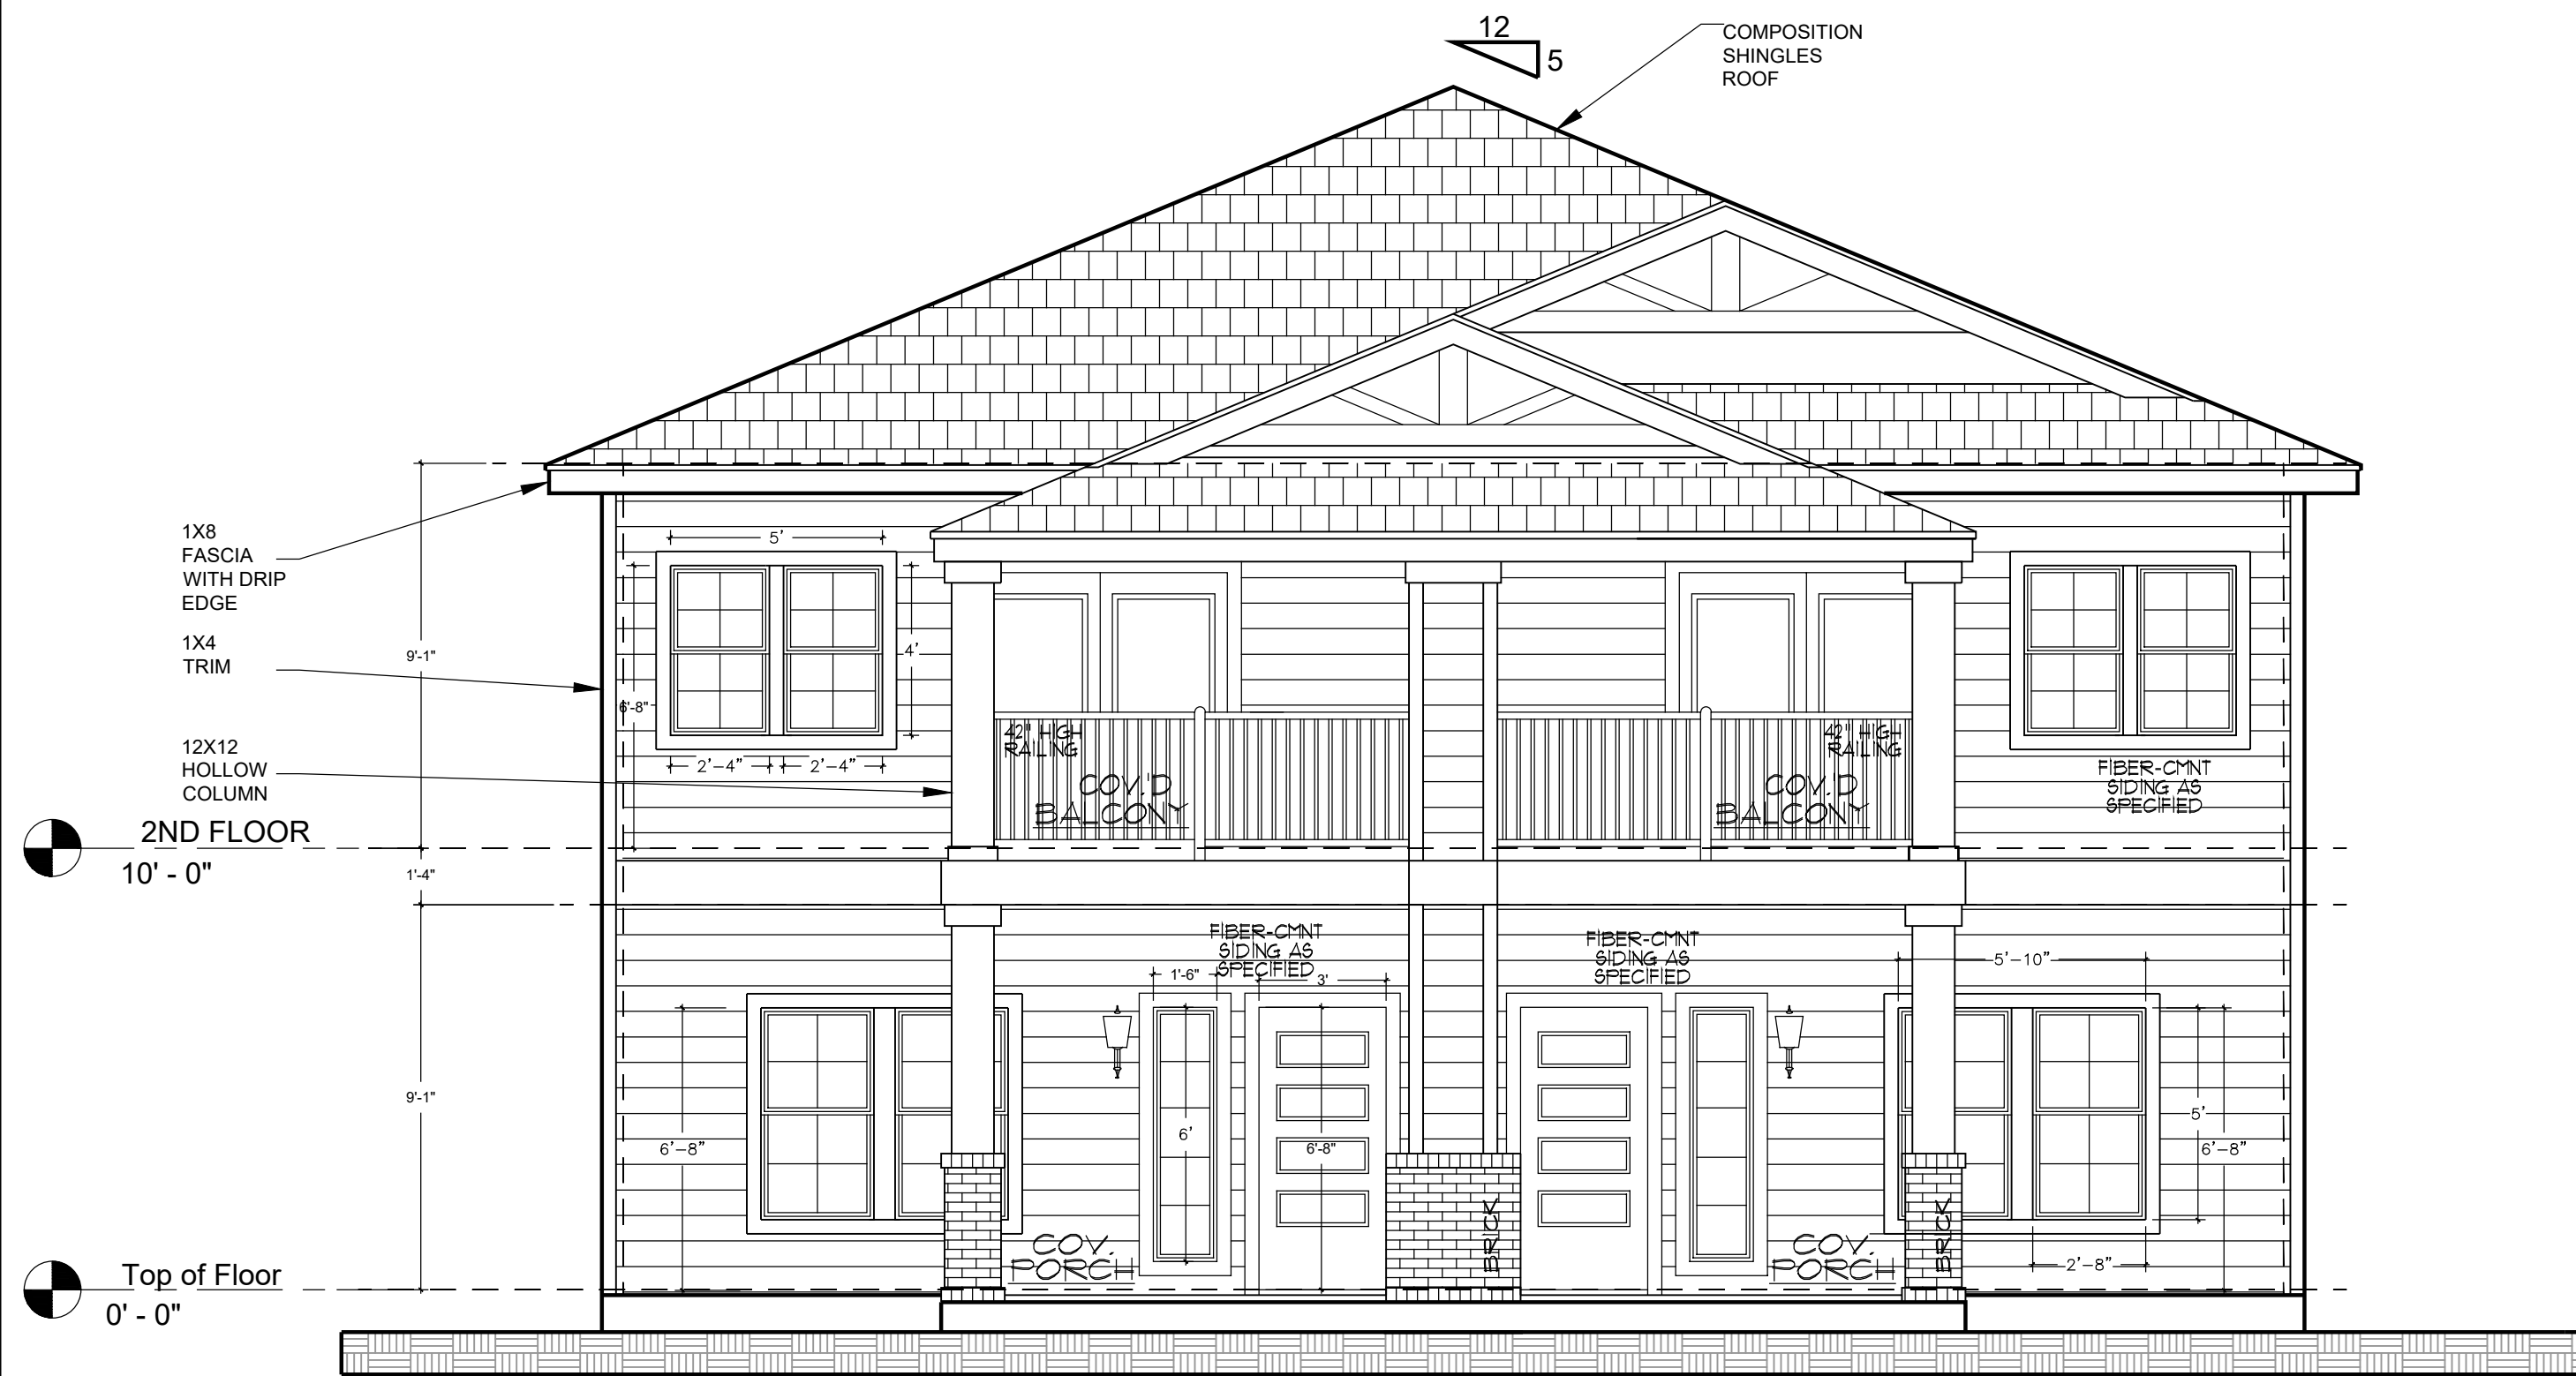 12
5
COMPOSITION
SHINGLES
ROOF
1X8
FASCIA
WITH DRIP
EDGE
1X4
TRIM
12X12
HOLLOW
COLUMN
2ND FLOOR
10' - 0"
Top of Floor
0' - 0"
9'-1"
1'-4"
9'-1"
5'
4'
6'-8"
2'-4"
2'-4"
42" HIGH
RAILING
COV.'D
BALCONY
42" HIGH
RAILING
COV.'D
BALCONY
FIBER-CMNT
SIDING AS
SPECIFIED
FIBER-CMNT
SIDING AS
SPECIFIED
FIBER-CMNT
SIDING AS
SPECIFIED
1'-6"
3'
5'-10"
6'-8"
6'
6'-8"
5'
6'-8"
2'-8"
COV.
PORCH
BRICK
COV.
PORCH
BRICK